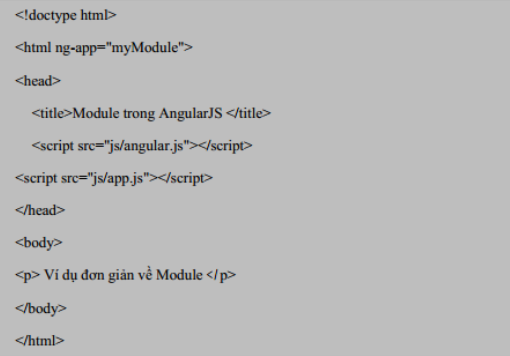 <!doctype html>
<html ng-app="myModule">
<head>
<title>Module trong AngularJS </title>
<script src="js/angular.js"></script>
<script src="js/app.js"></script>
</head>
<body>
<p> Ví dụ đơn giản về Module </p>
</body>
</html>